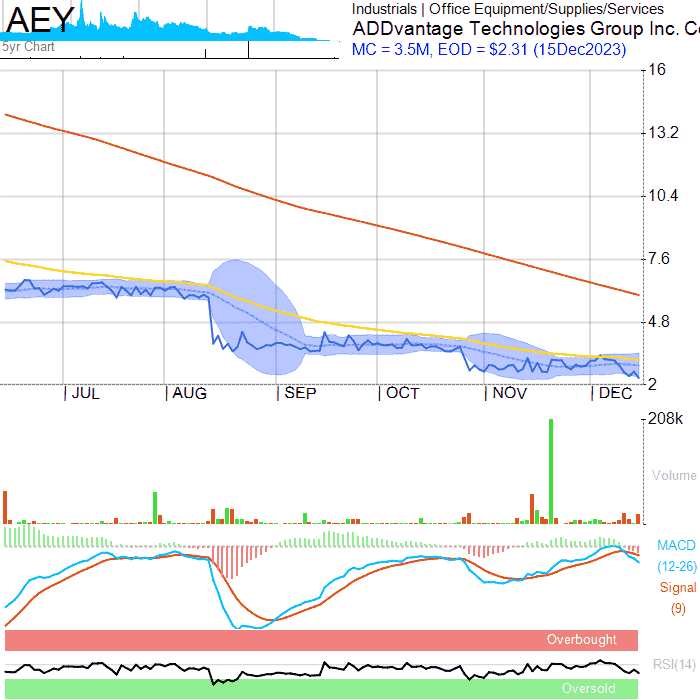 AEY
5yr Chart
Industrials | Office Equipment/Supplies/Services
ADDvantage Technologies Group Inc. Co
MC = 3.5M, EOD = $2.31 (15Dec2023)
16
13.2
10.4
7.6
4.8
2
JUL
AUG
SEP
OCT
NOV
DEC
208k
Volume
MACD
(12-26)
Signal
(9)
Overbought
RSI(14)
Oversold